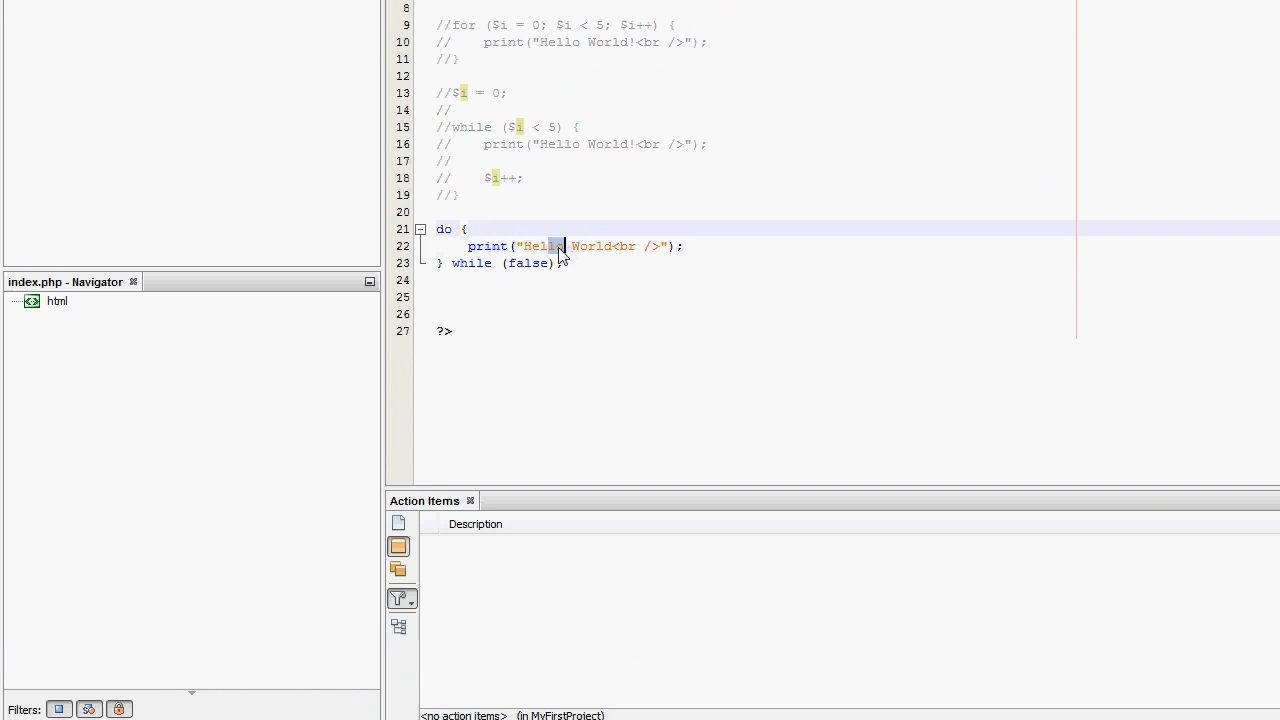 8
9 //for ($i = 0; $i < 5; $i++) {
10 //    print("Hello World!<br />");
11 //}
12
13 //$i = 0;
14 //
15 //while ($i < 5) {
16 //    print("Hello World!<br />");
17 //
18 //    $i++;
19 //}
20
21 do {
22     print("Hello World<br />");
23 } while (false);
24
25
26
27 ?>
index.php - Navigator
html
Filters:
Action Items
Description
<no action items>   (in MyFirstProject)